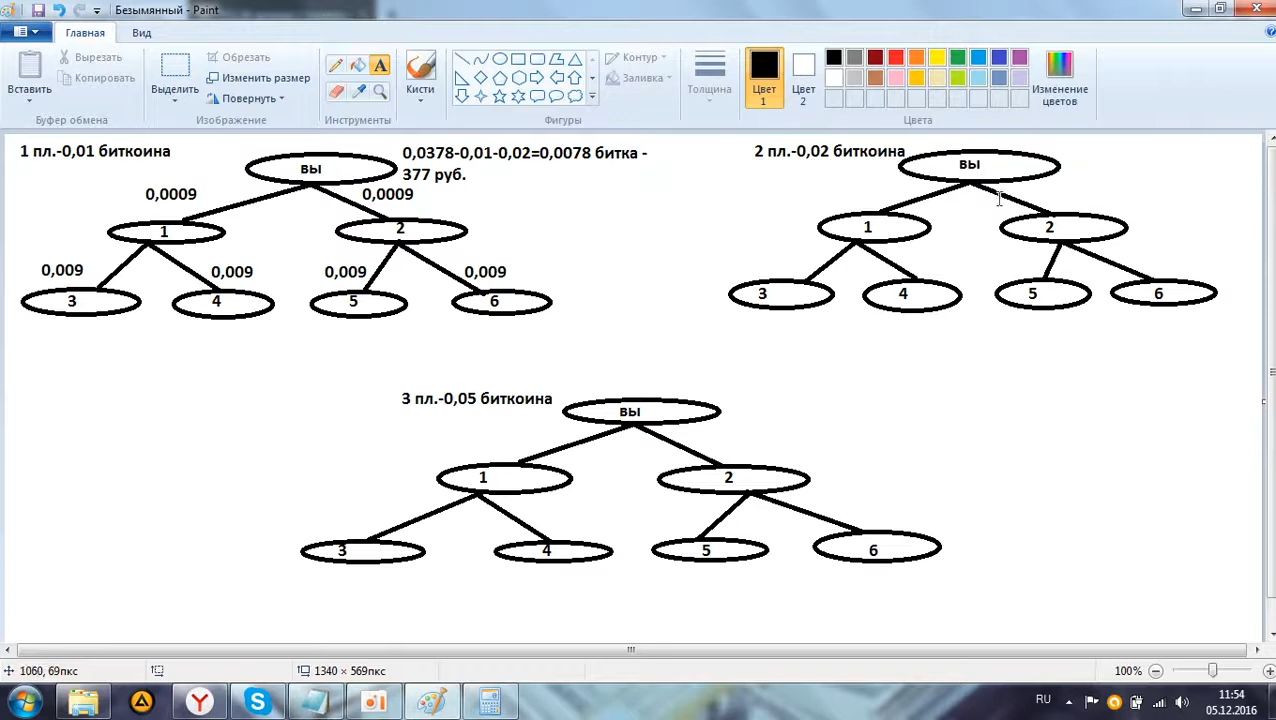 Безымянный - Paint
Главная
Вид
Вставить
Вырезать
Копировать
Буфер обмена
Выделить
Обрезать
Изменить размер
Повернуть
Изображение
Инструменты
Кисти
Фигуры
Контур
Заливка
Толщина
Цвет
1
Цвет
2
Цвета
Изменение
цветов
1 пл.-0,01 биткоина
вы
0,0378-0,01-0,02=0,0078 битка -
377 руб.
0,0009
0,0009
1
2
0,009
0,009
0,009
0,009
3
4
5
6
2 пл.-0,02 биткоина
вы
1
2
3
4
5
6
3 пл.-0,05 биткоина
вы
1
2
3
4
5
6
1060, 69пкс
1340 × 569пкс
100%
RU
11:54
05.12.2016